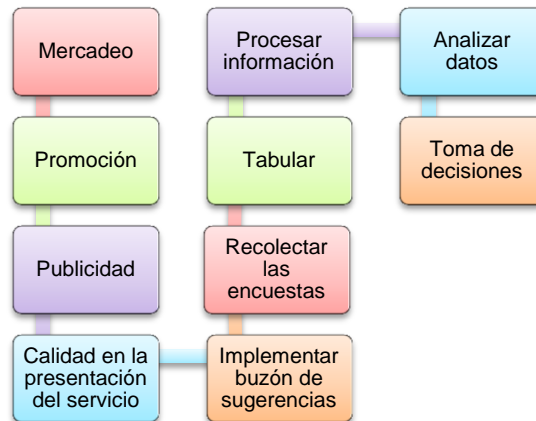 Mercadeo
Promoción
Publicidad
Calidad en la
presentación
del servicio
Implementar
buzón de
sugerencias
Recolectar
las
encuestas
Tabular
Procesar
información
Analizar
datos
Toma de
decisiones